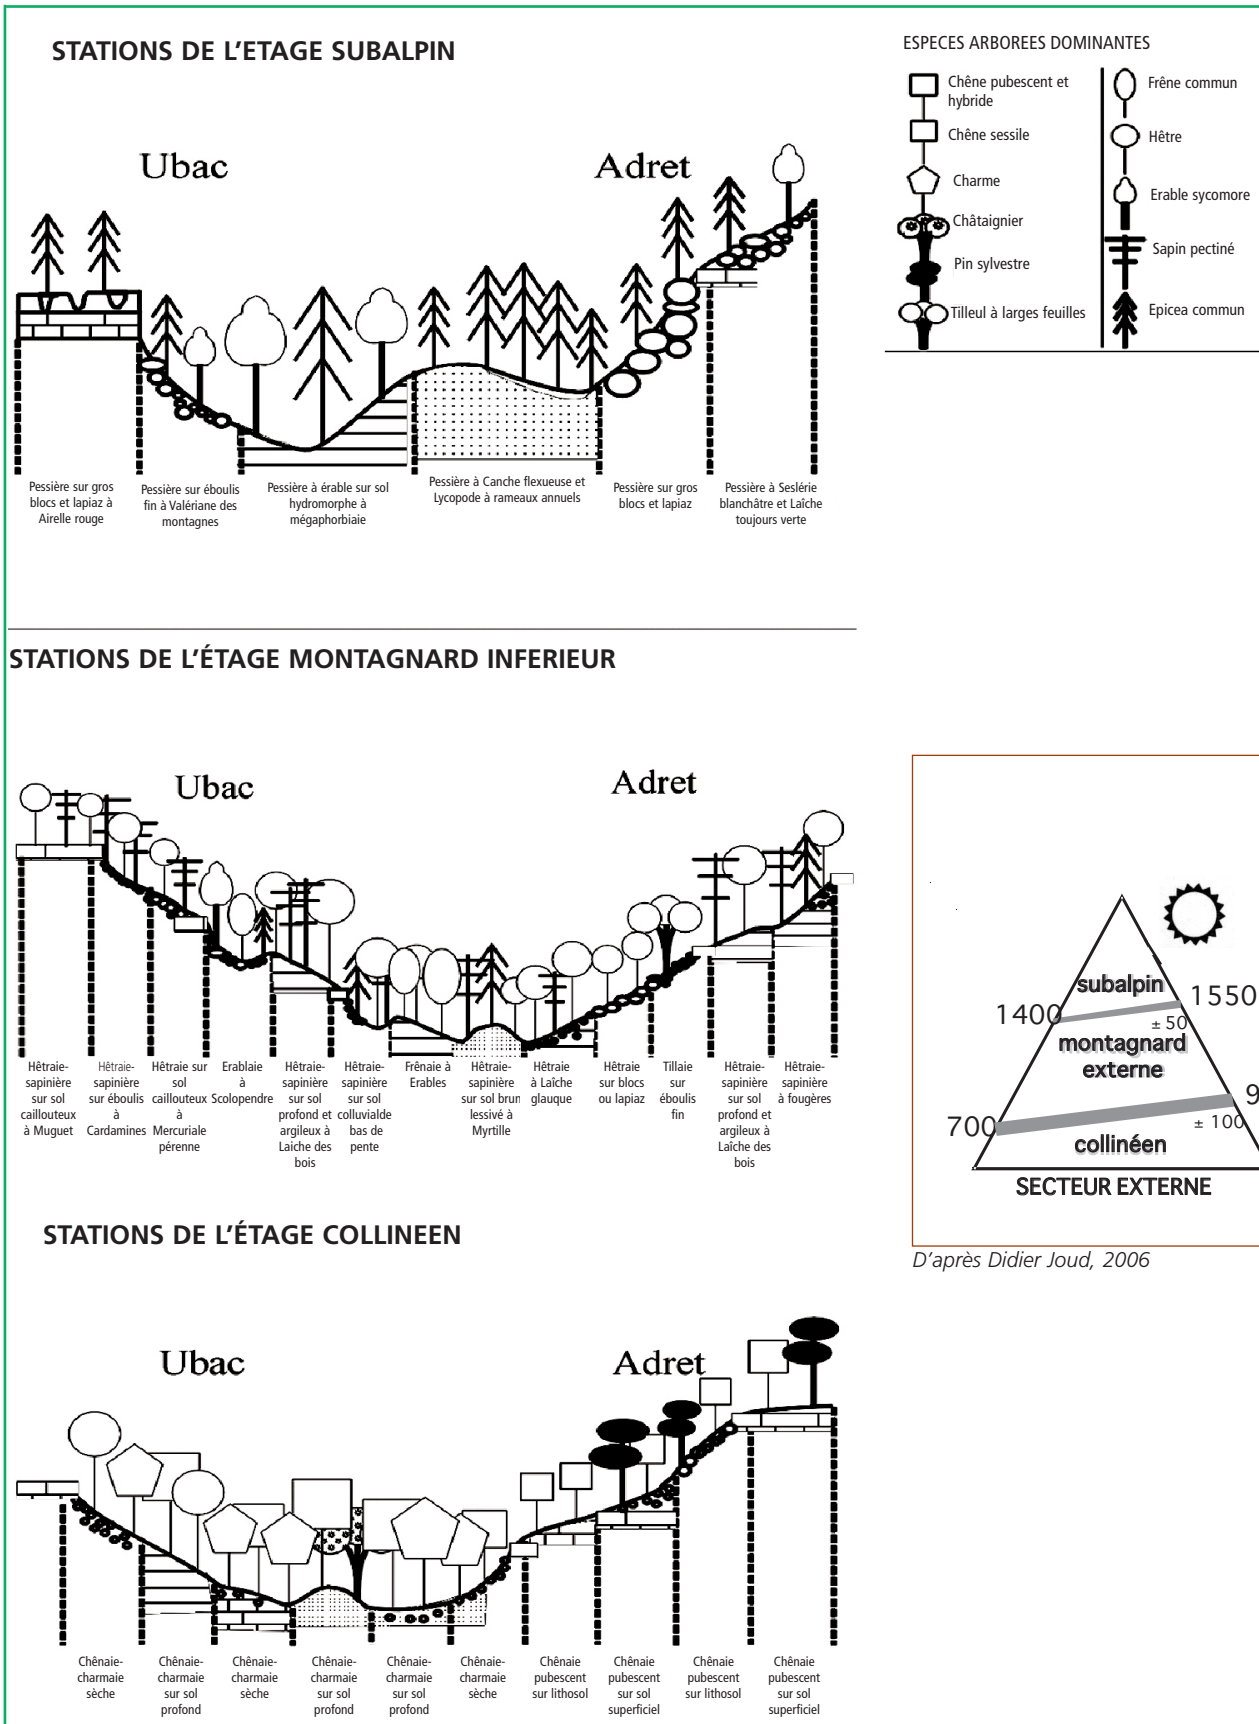 STATIONS DE L'ETAGE SUBALPIN
Ubac
Adret
Pessière sur gros
blocs et lapiaz à
Airelle rouge
Pessière sur éboulis
fin à Valériane des
montagnes
Pessière à érable sur sol
hydromorphe à
mégaphorbiaie
Pessière à Canche flexueuse et
Lycopode à rameaux annuels
Pessière sur gros
blocs et lapiaz
Pessière à Seslérie
blanchâtre et Laîche
toujours verte
ESPECES ARBOREES DOMINANTES
Chêne pubescent et
hybride
Chêne sessile
Charme
Châtaignier
Pin sylvestre
Tilleul à larges feuilles
Frêne commun
Hêtre
Erable sycomore
Sapin pectiné
Epicea commun
STATIONS DE L'ÉTAGE MONTAGNARD INFERIEUR
Ubac
Adret
Hêtraie-
sapinière
sur sol
caillouteux
à Muguet
Hêtraie-
sapinière
sur éboulis
à
Cardamines
Hêtraie sur
sol
caillouteux
à
Mercuriale
pérenne
Erablaie
à
Scolopendre
Hêtraie-
sapinière
sur sol
profond et
argileux à
Laiche des
bois
Hêtraie-
sapinière
sur sol
colluvialde
bas de
pente
Frênaie à
Erables
Hêtraie-
sapinière
sur sol brun
lessivé à
Myrtille
Hêtraie
à Laîche
glauque
Hêtraie
sur blocs
ou lapiaz
Tillaie
sur
éboulis
fin
Hêtraie-
sapinière
sur sol
profond et
argileux à
Laîche des
bois
Hêtraie-
sapinière
à fougères
subalpin
1400
1550
± 50
montagnard
externe
700
9
± 100
collinéen
SECTEUR EXTERNE
D'après Didier Joud, 2006
STATIONS DE L'ÉTAGE COLLINEEN
Ubac
Adret
Chênaie-
charmaie
sèche
Chênaie-
charmaie
sur sol
profond
Chênaie-
charmaie
sèche
Chênaie-
charmaie
sur sol
profond
Chênaie-
charmaie
sur sol
profond
Chênaie-
charmaie
sèche
Chênaie
pubescent
sur lithosol
Chênaie
pubescent
sur sol
superficiel
Chênaie
pubescent
sur lithosol
Chênaie
pubescent
sur sol
superficiel